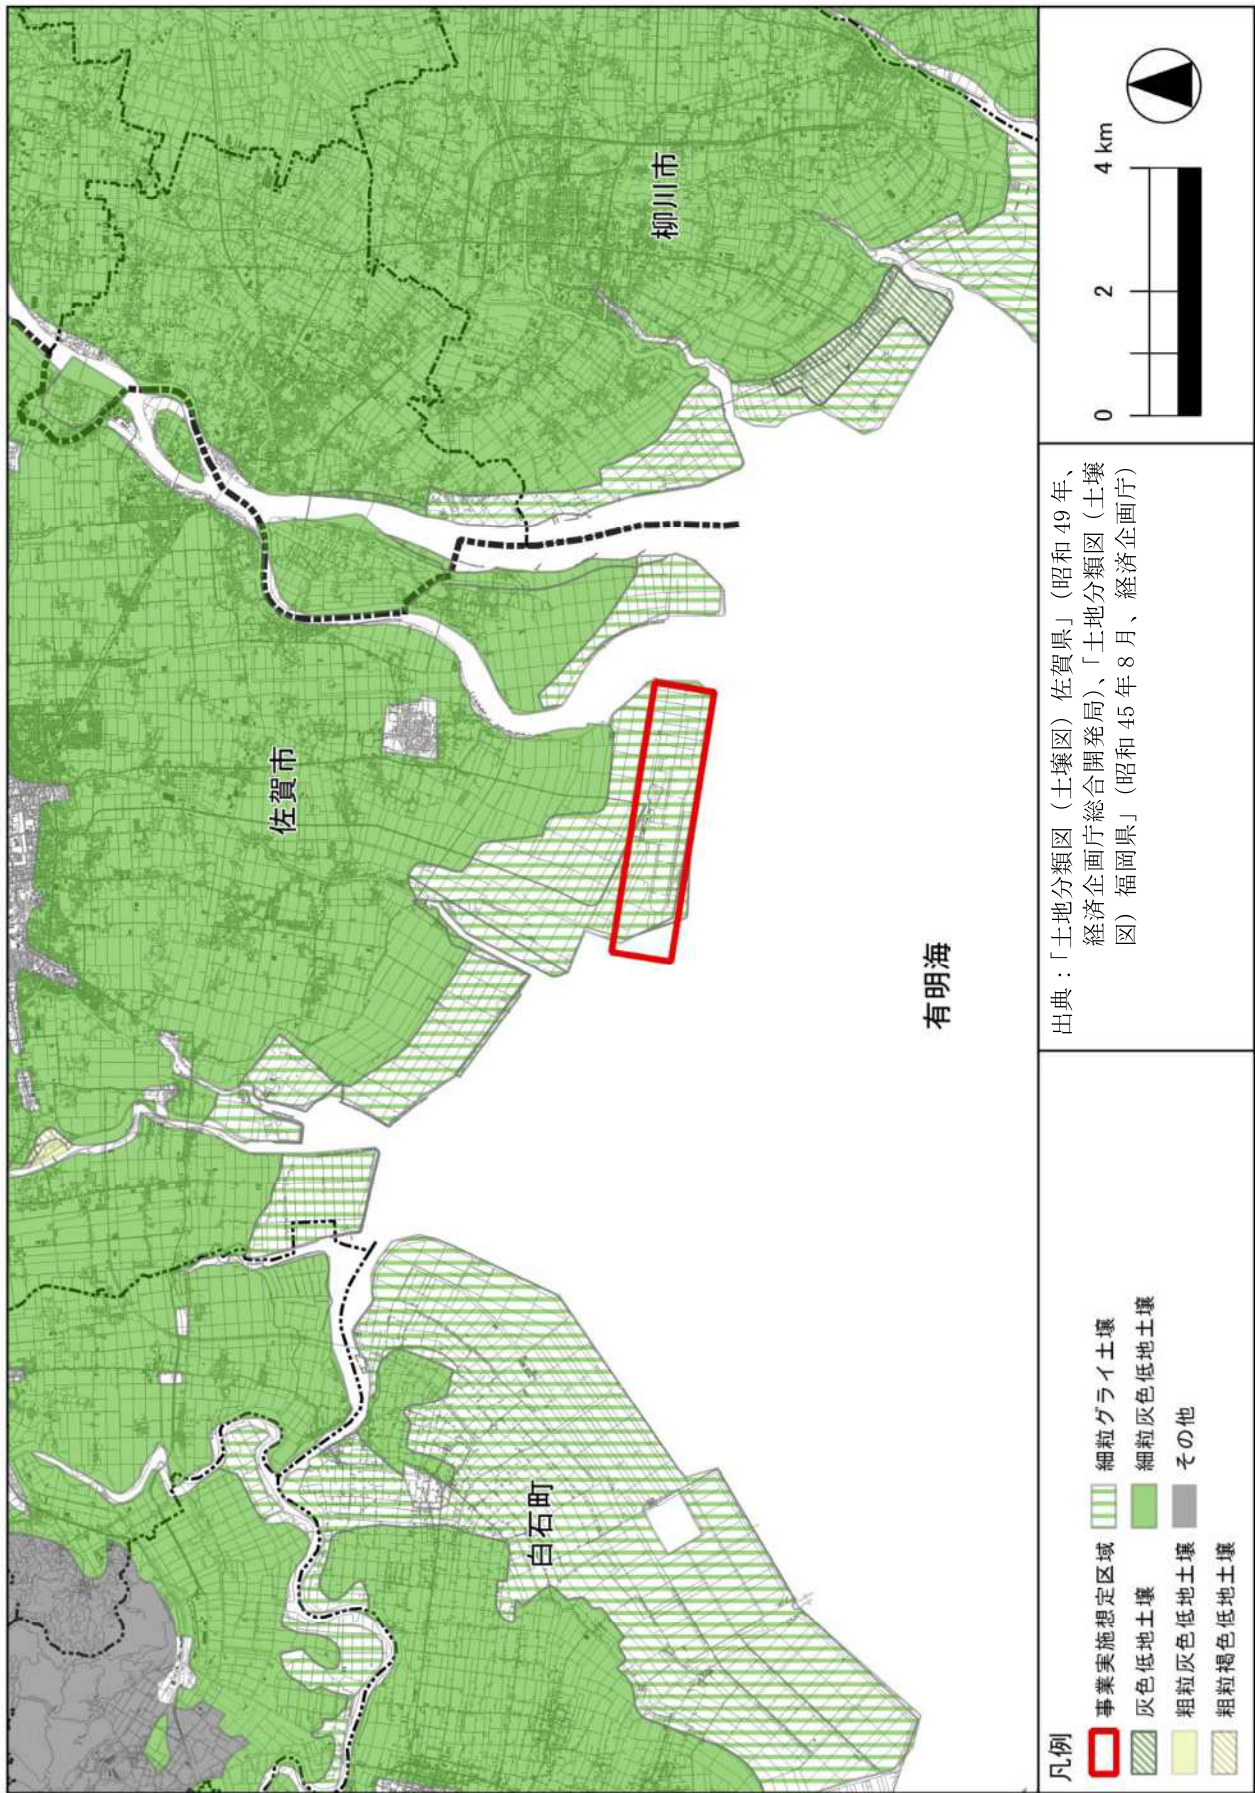 佐賀市
柳川市
白石町
有明海
凡例
事業実施想定区域
灰色低地土壌
粗粒灰色低地土壌
粗粒褐色低地土壌
細粒グライ土壌
細粒灰色低地土壌
その他
出典：「土地分類図（土壌図）佐賀県」（昭和 49 年、
経済企画庁総合開発局）、「土地分類図（土壌
図）福岡県」（昭和 45 年 8 月、経済企画庁）
0 2 4 km